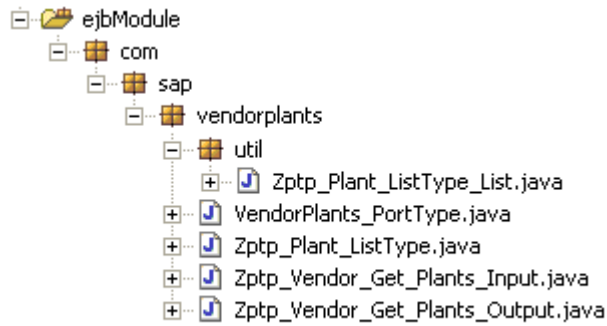 ejbModule
com
sap
vendorplants
util
Zptp_Plant_ListType_List.java
VendorPlants_PortType.java
Zptp_Plant_ListType.java
Zptp_Vendor_Get_Plants_Input.java
Zptp_Vendor_Get_Plants_Output.java